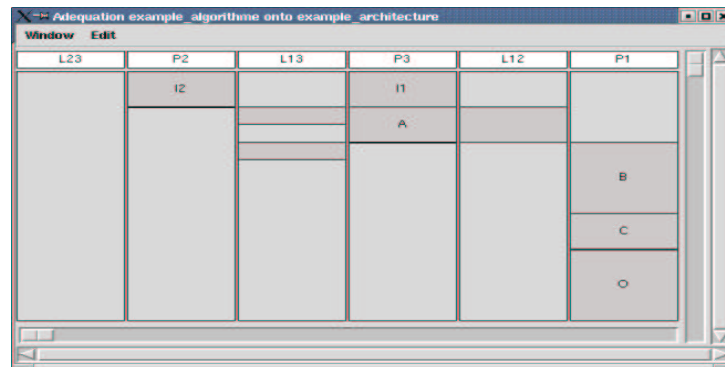 Adequation example_algorithme onto example_architecture
Window Edit
L23 P2 L13 P3 L12 P1
I2 I1
A
B
C
O